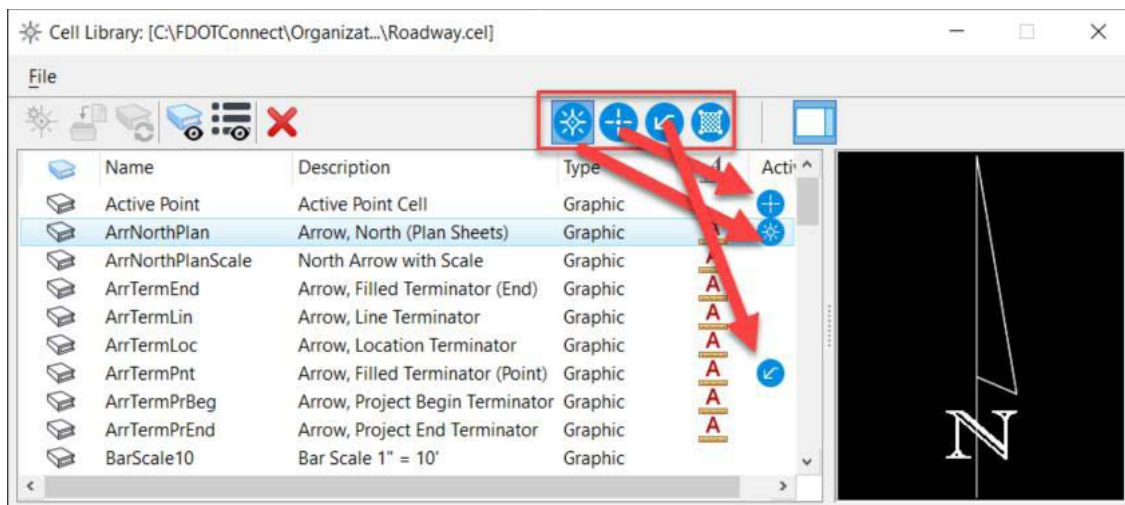 Cell Library: [C:\FDOTConnect\Organizat...\Roadway.cel]
File
Name Description Type Activ
Active Point Active Point Cell Graphic
ArrNorthPlan Arrow, North (Plan Sheets) Graphic A
ArrNorthPlanScale North Arrow with Scale Graphic A
ArrTermEnd Arrow, Filled Terminator (End) Graphic A
ArrTermLin Arrow, Line Terminator Graphic A
ArrTermLoc Arrow, Location Terminator Graphic A
ArrTermPnt Arrow, Filled Terminator (Point) Graphic A
ArrTermPrBeg Arrow, Project Begin Terminator Graphic A
ArrTermPrEnd Arrow, Project End Terminator Graphic A
BarScale10 Bar Scale 1" = 10' Graphic
N